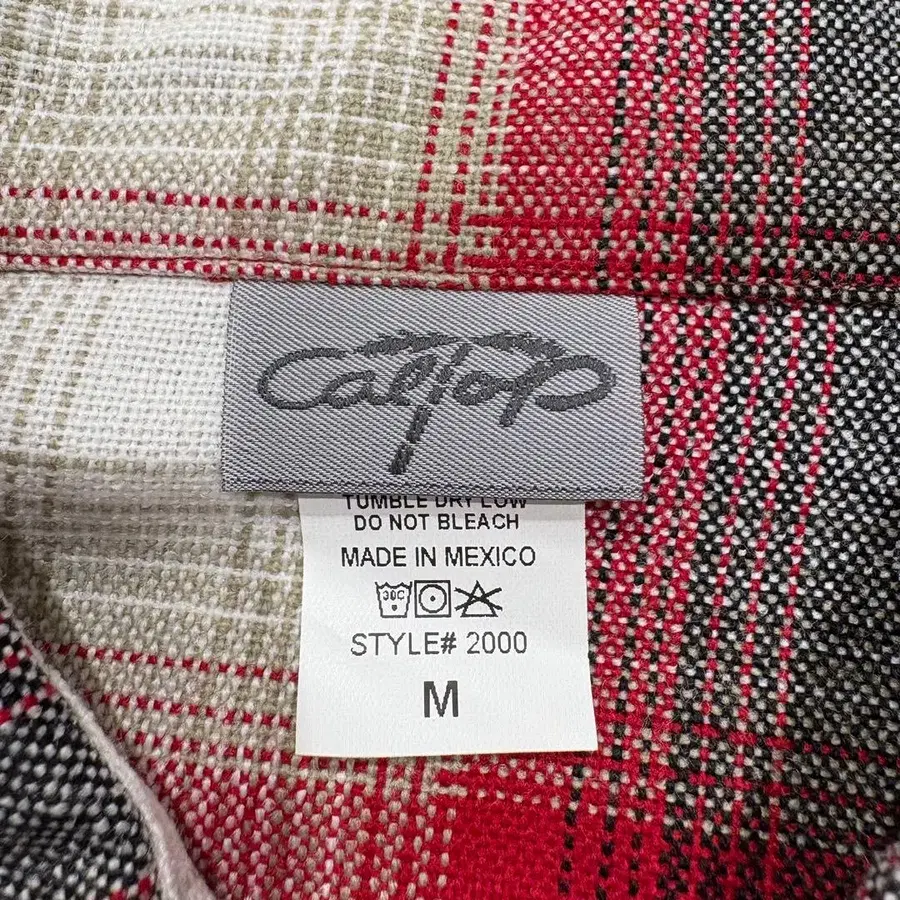 Caltop
TUMBLE DRY LOW
DO NOT BLEACH
MADE IN MEXICO
30C
STYLE# 2000
M